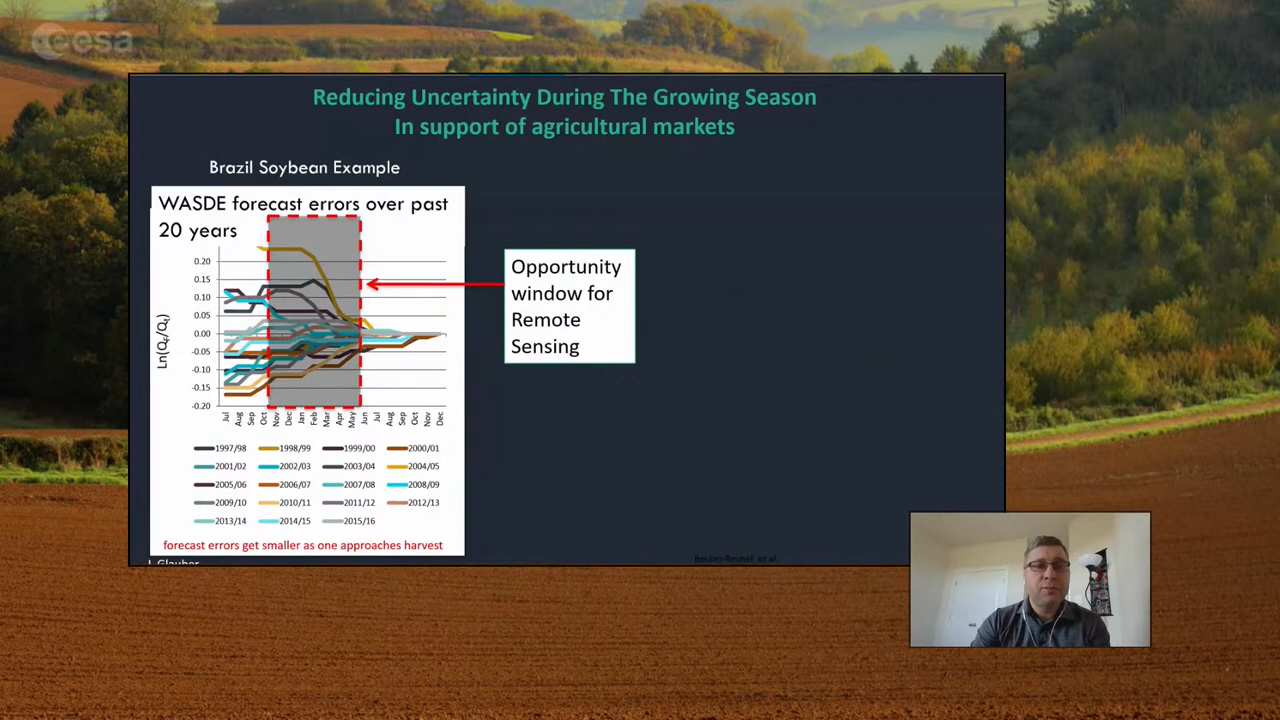 esa
Reducing Uncertainty During The Growing Season
In support of agricultural markets
Brazil Soybean Example
WASDE forecast errors over past
20 years
0.20
0.15
0.10
0.05
0.00
-0.05
-0.10
-0.15
-0.20
Ln(Qf/Qt)
Jul Aug Sep Oct Nov Dec Jan Feb Mar Apr May Jun Jul Aug Sep Oct Nov Dec
1997/98 1998/99 1999/00 2000/01
2001/02 2002/03 2003/04 2004/05
2005/06 2006/07 2007/08 2008/09
2009/10 2010/11 2011/12 2012/13
2013/14 2014/15 2015/16
forecast errors get smaller as one approaches harvest
Opportunity
window for
Remote
Sensing
J. Glauber
Becker-Reshef et al